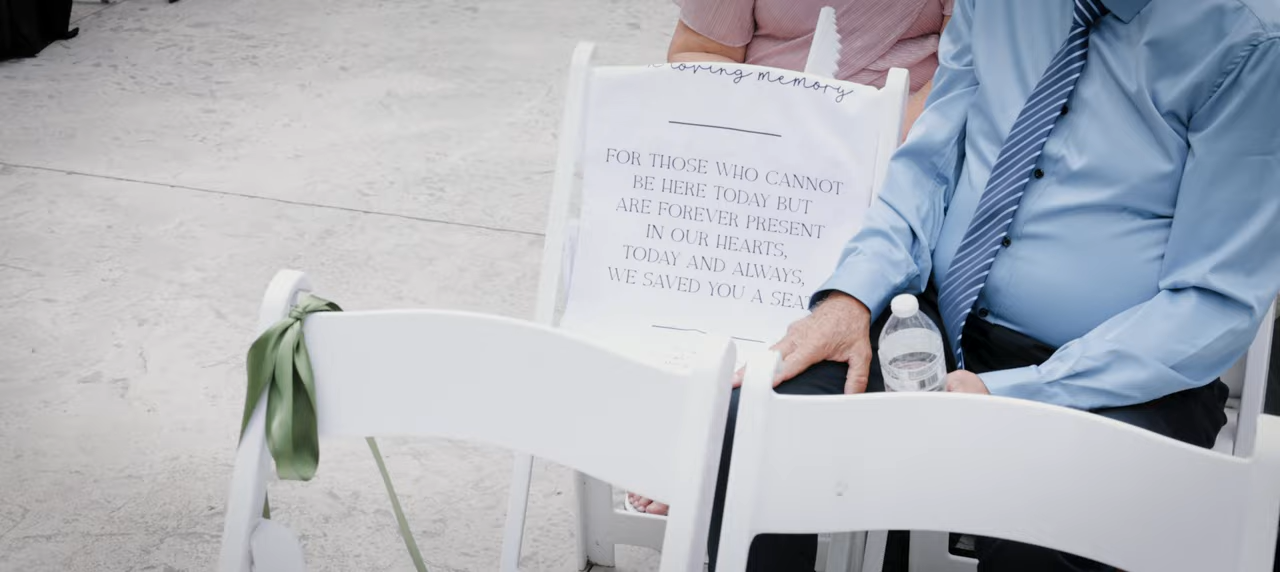 loving memory
FOR THOSE WHO CANNOT
BE HERE TODAY BUT
ARE FOREVER PRESENT
IN OUR HEARTS,
TODAY AND ALWAYS,
WE SAVED YOU A SEAT